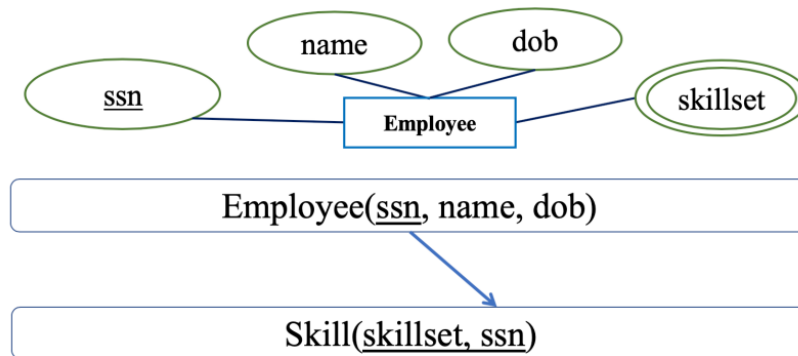 name
dob
ssn
skillset
Employee
Employee(ssn, name, dob)
Skill(skillset, ssn)